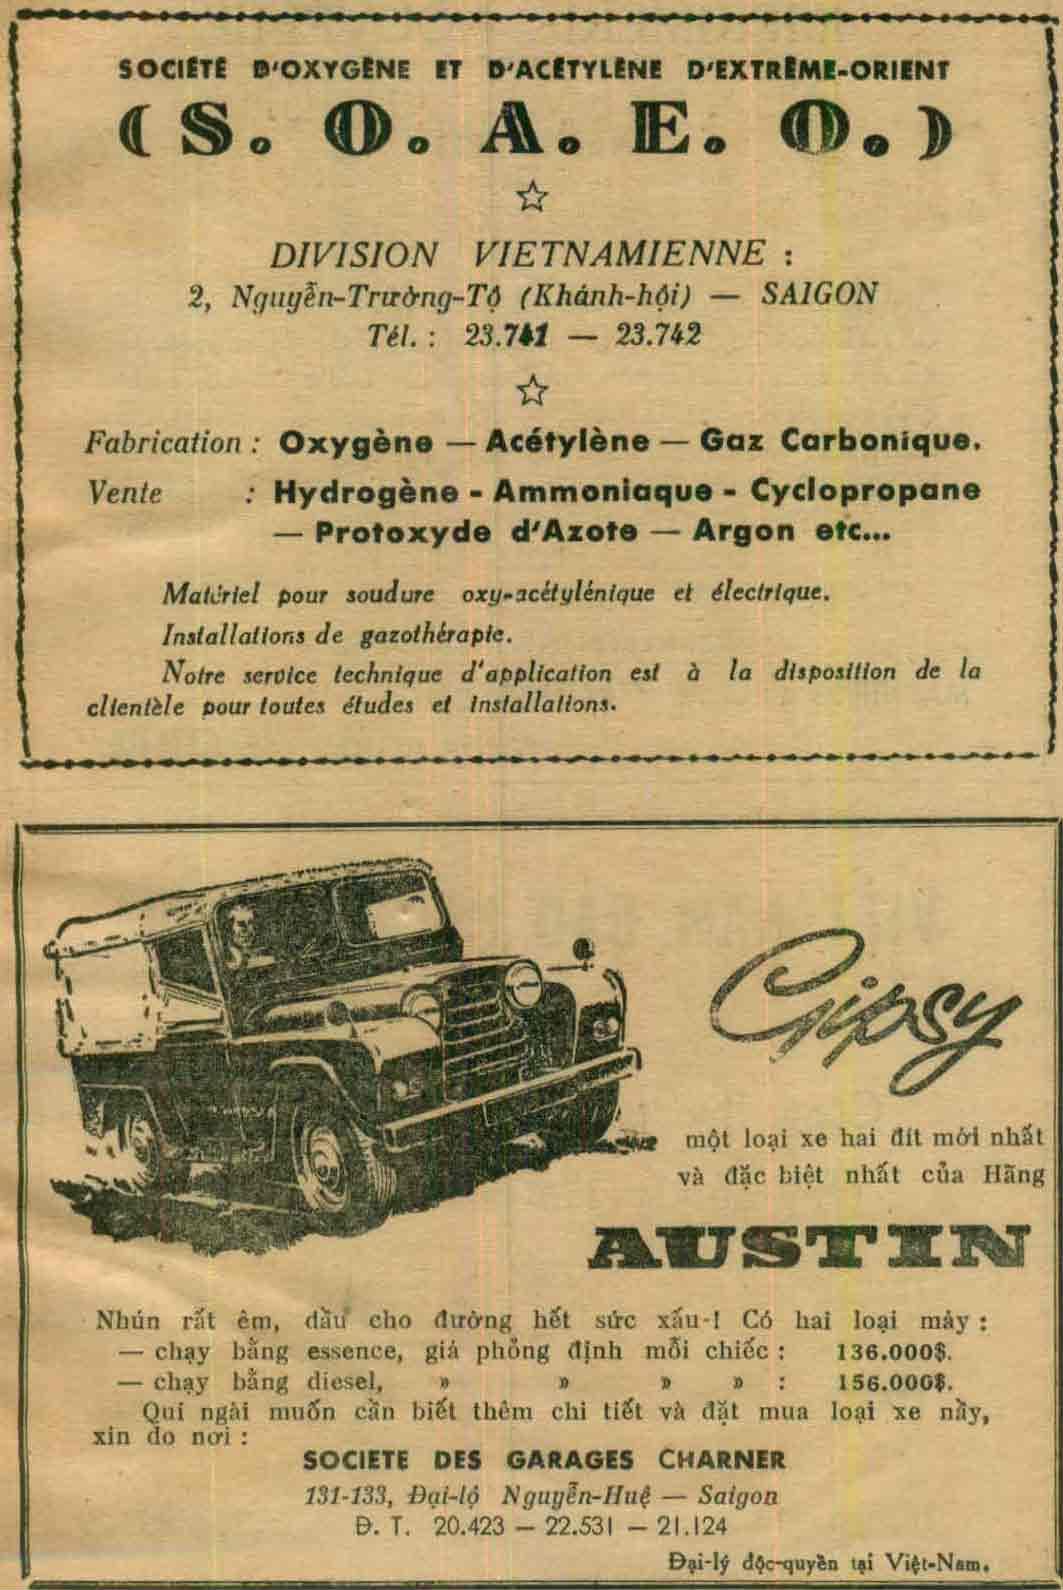 SOCIÉTÉ D'OXYGÈNE ET D'ACÉTYLÈNE D'EXTRÊME-ORIENT
( S. O. A. E. O. )
DIVISION VIETNAMIENNE :
2, Nguyễn-Trường-Tộ (Khánh-hội) — SAIGON
Tél. : 23.741 — 23.742
Fabrication : Oxygène — Acétylène — Gaz Carbonique.
Vente : Hydrogène - Ammoniaque - Cyclopropane
— Protoxyde d'Azote — Argon etc...
Matériel pour soudure oxy-acétylénique et électrique.
Installations de gazothérapie.
Notre service technique d'application est à la disposition de la
clientèle pour toutes études et installations.
Gipsy
một loại xe hai đít mới nhất
và đặc biệt nhất của Hãng
AUSTIN
Nhún rất êm, dầu cho đường hết sức xấu-! Có hai loại máy :
— chạy bằng essence, giá phỏng định mỗi chiếc : 136.000$.
— chạy bằng diesel, » » » » : 156.000$.
Qui ngài muốn cần biết thêm chi tiết và đặt mua loại xe nầy,
xin do nơi :
SOCIETE DES GARAGES CHARNER
131-133, Đại-lộ Nguyễn-Huệ — Saigon
Đ. T. 20.423 — 22.531 — 21.124
Đại-lý độc-quyền tại Việt-Nam.